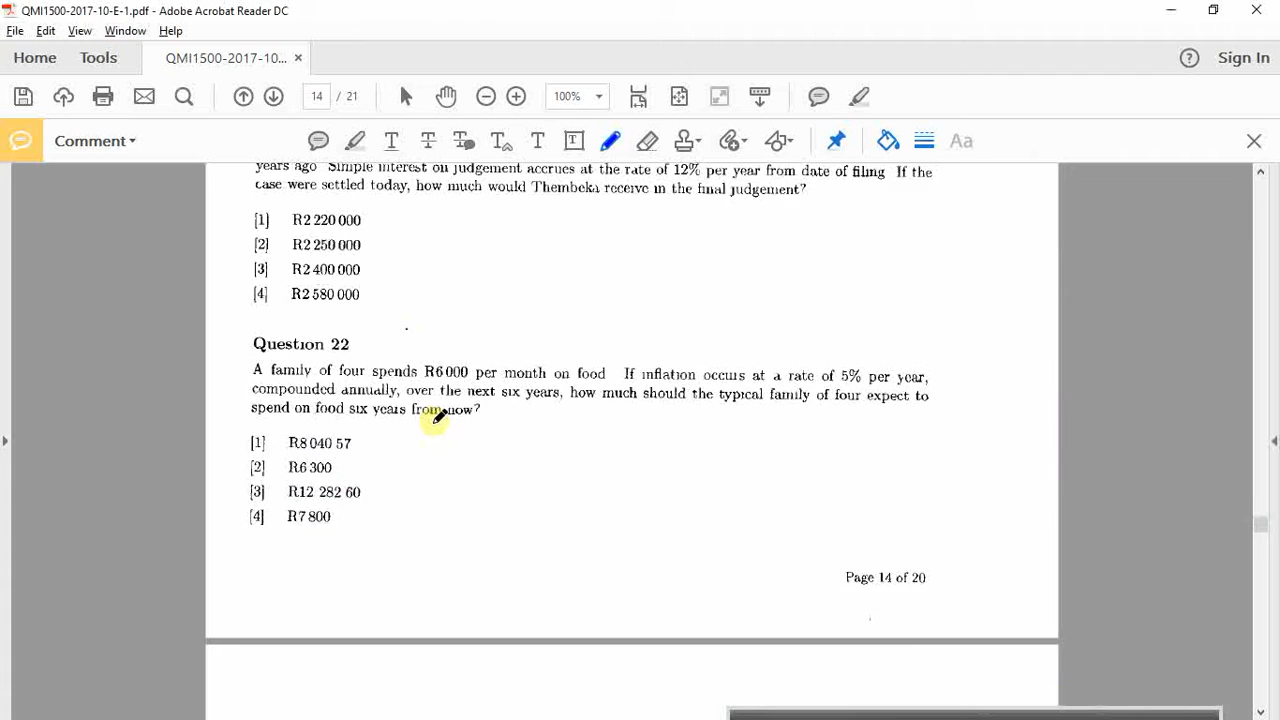 QMI1500-2017-10-E-1.pdf - Adobe Acrobat Reader DC
File Edit View Window Help
Home Tools QMI1500-2017-10... × ? Sign In
14 / 21 100%
Comment
T T T T T T Aa
years ago Simple interest on judgement accrues at the rate of 12% per year from date of filing If the
case were settled today, how much would Thembeka receive in the final judgement?
[1] R2 220 000
[2] R2 250 000
[3] R2 400 000
[4] R2 580 000
Question 22
A family of four spends R6 000 per month on food If inflation occurs at a rate of 5% per year,
compounded annually, over the next six years, how much should the typical family of four expect to
spend on food six years from now?
[1] R8 040 57
[2] R6 300
[3] R12 282 60
[4] R7 800
Page 14 of 20